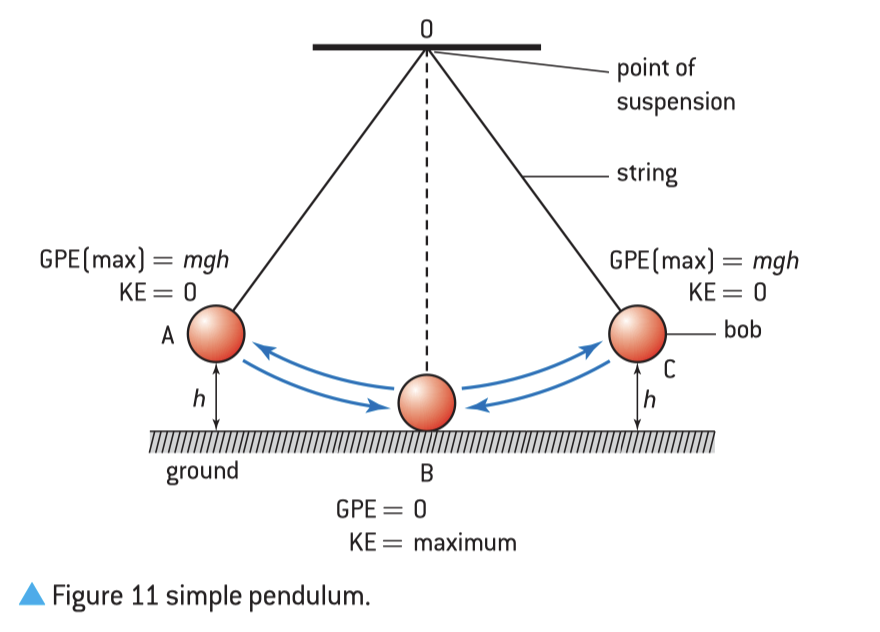 O
point of
suspension
string
GPE(max) = mgh
KE = 0
GPE(max) = mgh
KE = 0
A
bob
C
h
h
ground
B
GPE = 0
KE = maximum
Figure 11 simple pendulum.